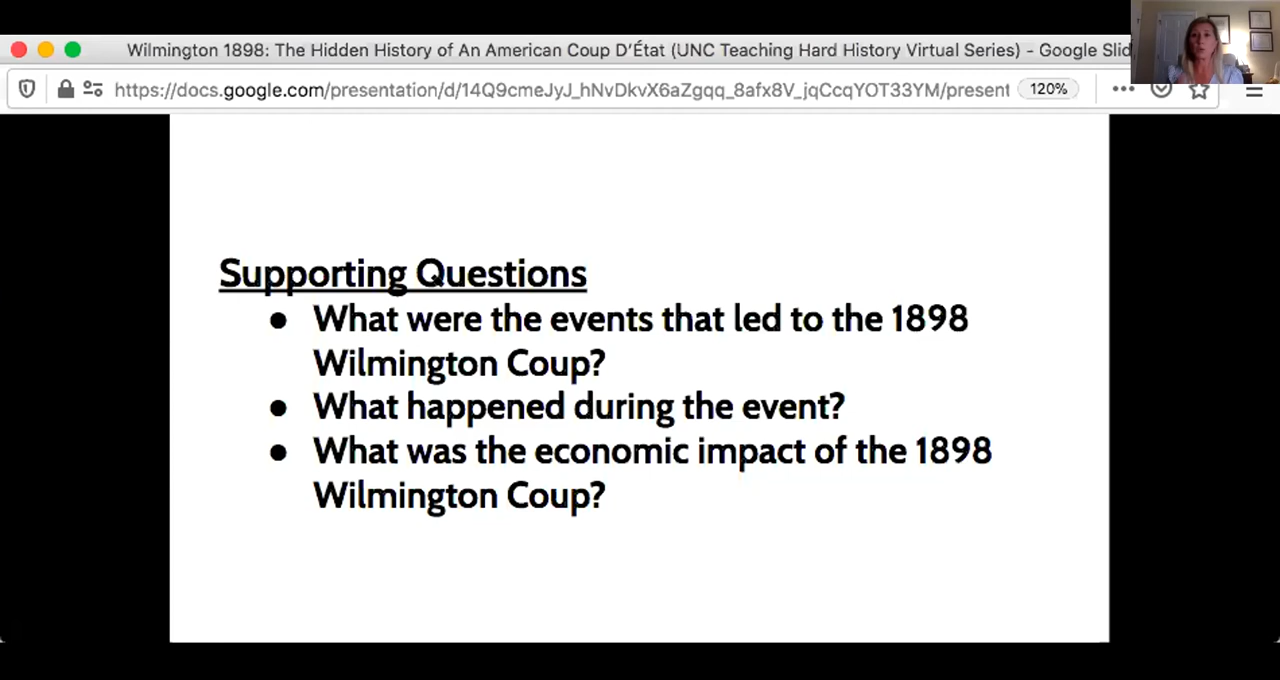 Wilmington 1898: The Hidden History of An American Coup D'État (UNC Teaching Hard History Virtual Series) - Google Slid
https://docs.google.com/presentation/d/14Q9cmeJyJ_hNvDkvX6aZgqq_8afx8V_jqCcqYOT33YM/present
120%
Supporting Questions
● What were the events that led to the 1898
Wilmington Coup?
● What happened during the event?
● What was the economic impact of the 1898
Wilmington Coup?